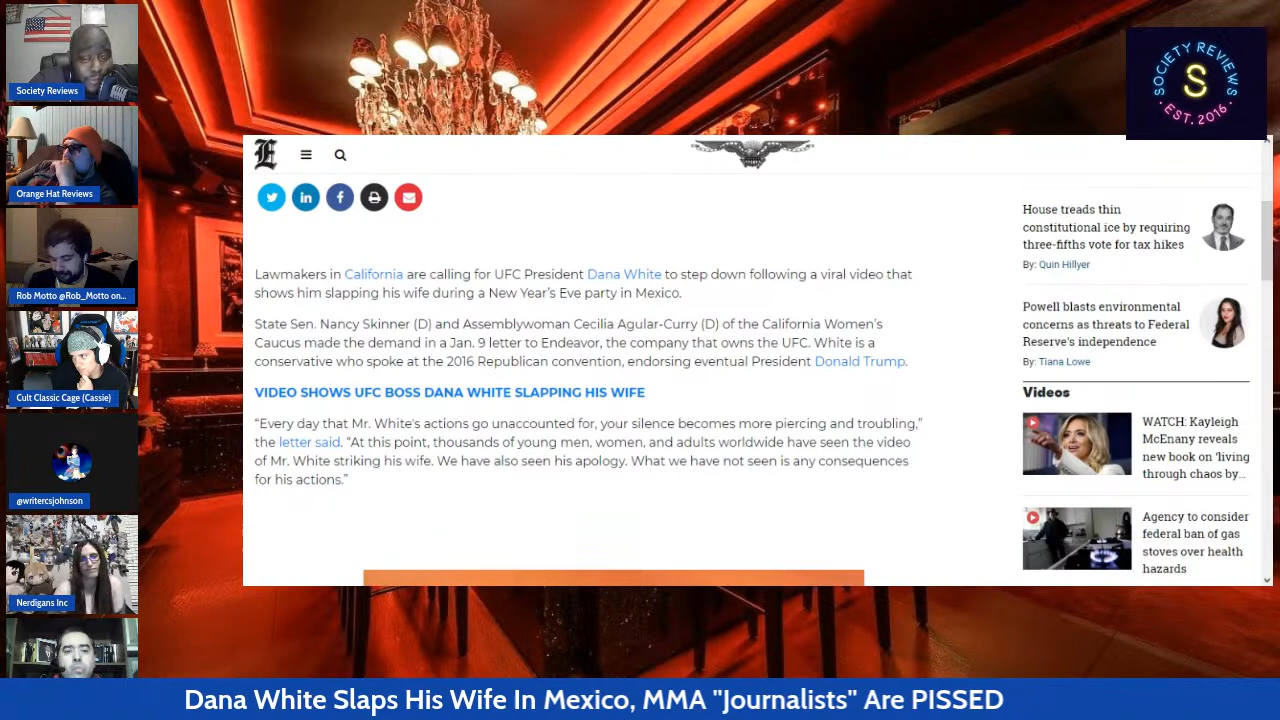 Society Reviews
Orange Hat Reviews
Rob Motto @Rob_Motto on...
Cult Classic Cage (Cassie)
@writercsjohnson
Nerdigans Inc
SOCIETY REVIEWS
S
· EST. 2016 ·
E
Lawmakers in California are calling for UFC President Dana White to step down following a viral video that
shows him slapping his wife during a New Year's Eve party in Mexico.
State Sen. Nancy Skinner (D) and Assemblywoman Cecilia Agular-Curry (D) of the California Women's
Caucus made the demand in a Jan. 9 letter to Endeavor, the company that owns the UFC. White is a
conservative who spoke at the 2016 Republican convention, endorsing eventual President Donald Trump.
VIDEO SHOWS UFC BOSS DANA WHITE SLAPPING HIS WIFE
“Every day that Mr. White's actions go unaccounted for, your silence becomes more piercing and troubling,”
the letter said. “At this point, thousands of young men, women, and adults worldwide have seen the video
of Mr. White striking his wife. We have also seen his apology. What we have not seen is any consequences
for his actions.”
House treads thin
constitutional ice by requiring
three-fifths vote for tax hikes
By: Quin Hillyer
Powell blasts environmental
concerns as threats to Federal
Reserve's independence
By: Tiana Lowe
Videos
WATCH: Kayleigh
McEnany reveals
new book on ‘living
through chaos by...
Agency to consider
federal ban of gas
stoves over health
hazards
Dana White Slaps His Wife In Mexico, MMA "Journalists" Are PISSED